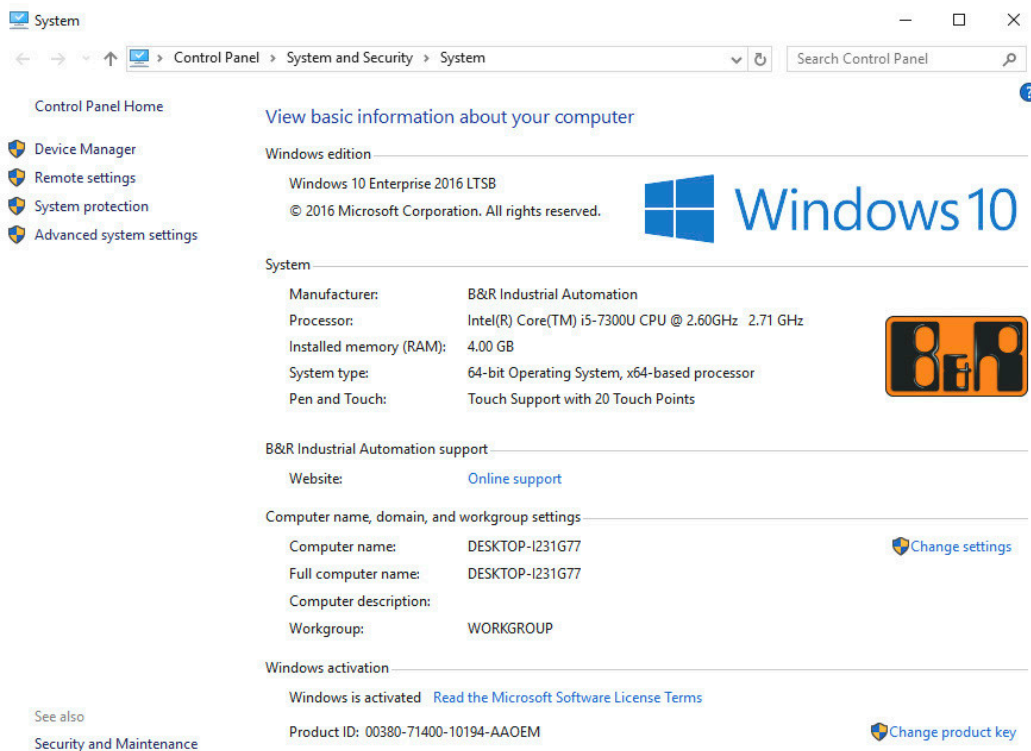 System
Control Panel > System and Security > System
Search Control Panel
Control Panel Home
Device Manager
Remote settings
System protection
Advanced system settings
See also
Security and Maintenance
View basic information about your computer
Windows edition
Windows 10 Enterprise 2016 LTSB
© 2016 Microsoft Corporation. All rights reserved.
Windows 10
System
Manufacturer: B&R Industrial Automation
Processor: Intel(R) Core(TM) i5-7300U CPU @ 2.60GHz 2.71 GHz
Installed memory (RAM): 4.00 GB
System type: 64-bit Operating System, x64-based processor
Pen and Touch: Touch Support with 20 Touch Points
B&R
B&R Industrial Automation support
Website: Online support
Computer name, domain, and workgroup settings
Computer name: DESKTOP-I231G77
Change settings
Full computer name: DESKTOP-I231G77
Computer description:
Workgroup: WORKGROUP
Windows activation
Windows is activated Read the Microsoft Software License Terms
Product ID: 00380-71400-10194-AAOEM
Change product key